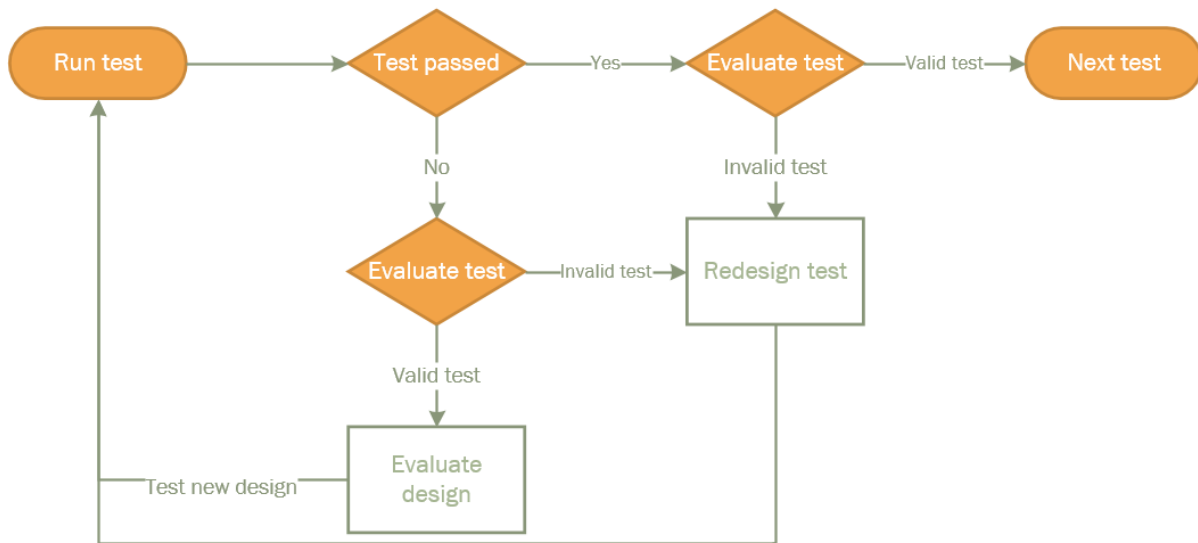 Run test
Test passed
Yes
Evaluate test
Valid test
Next test
No
Invalid test
Evaluate test
Invalid test
Redesign test
Valid test
Evaluate
design
Test new design